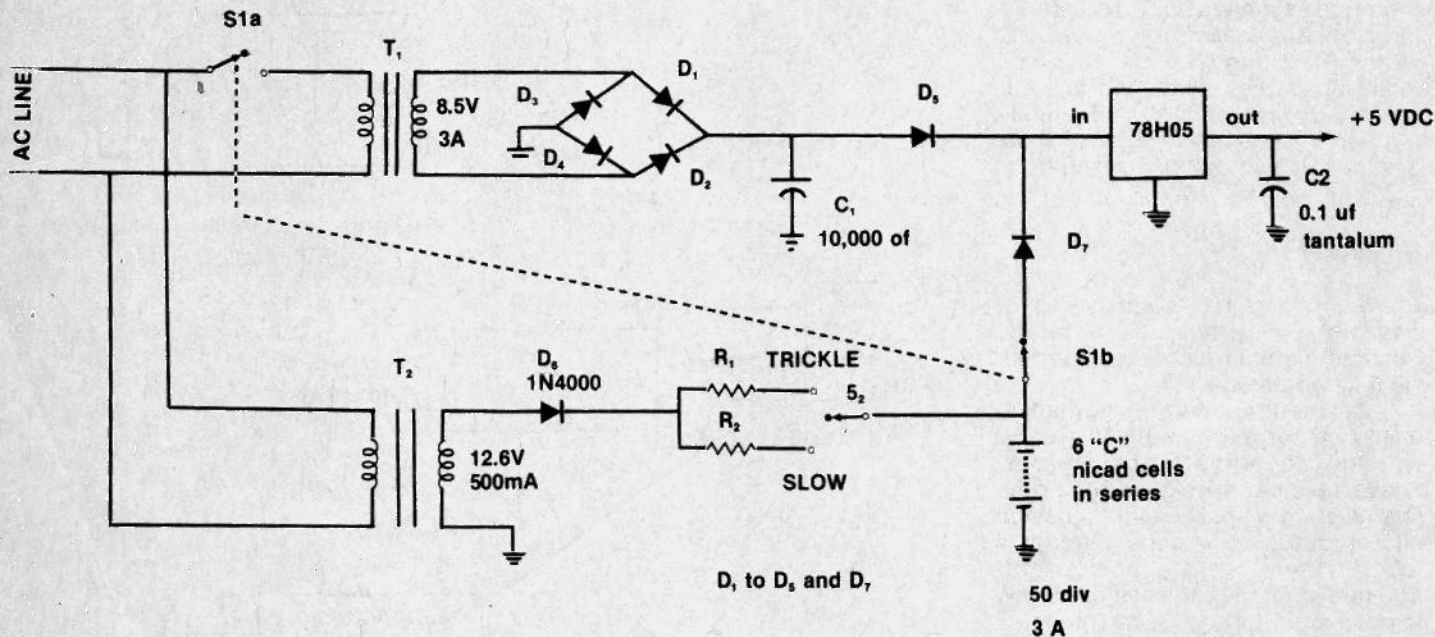 S1a
AC LINE
T₁
8.5V
3A
D₃
D₁
D₄
D₂
C₁
10,000 of
D₅
in
78H05
out
+ 5 VDC
C2
0.1 uf
tantalum
D₇
S1b
T₂
12.6V
500mA
D₆
1N4000
R₁
TRICKLE
R₂
5₂
SLOW
6 “C”
nicad cells
in series
D₁ to D₅ and D₇
50 div
3 A